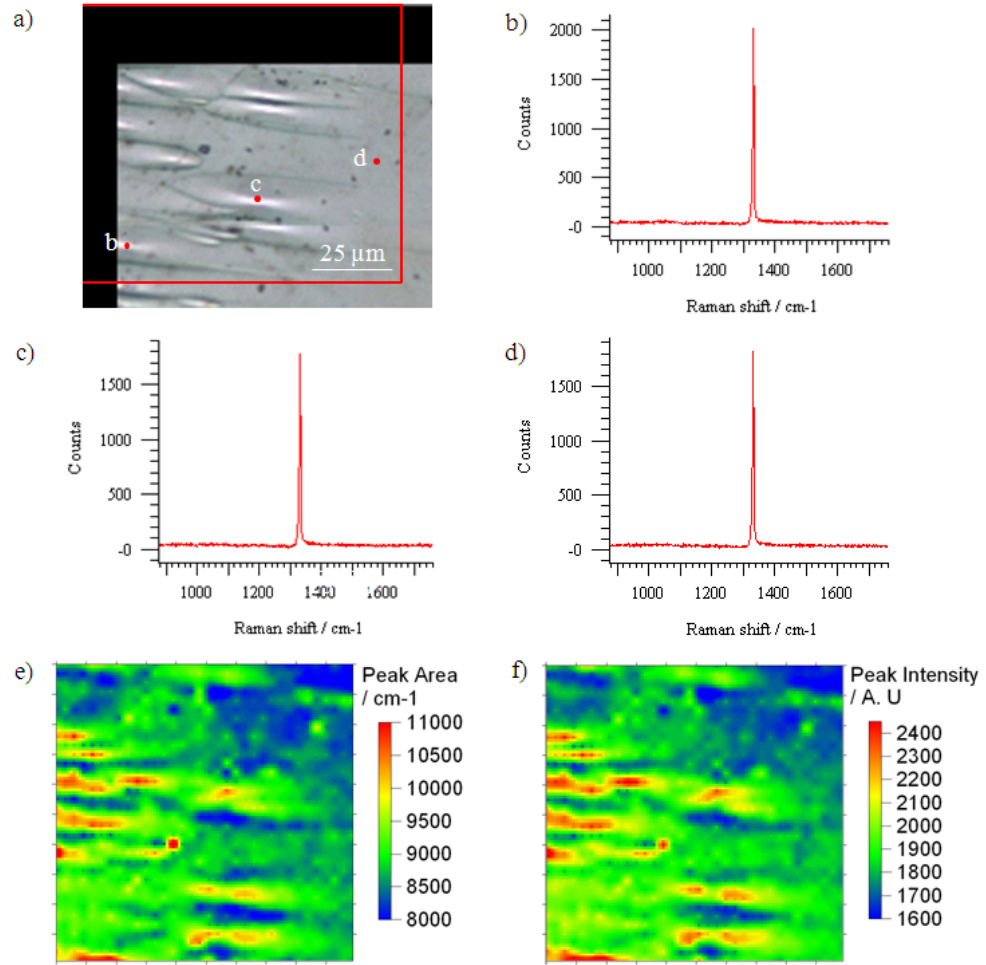 a)
b
c
d
25 µm
b)
Counts
2000
1500
1000
500
-0
1000 1200 1400 1600
Raman shift / cm-1
c)
Counts
1500
1000
500
-0
1000 1200 1400 1600
Raman shift / cm-1
d)
Counts
1500
1000
500
-0
1000 1200 1400 1600
Raman shift / cm-1
e)
Peak Area
/ cm-1
11000
10500
10000
9500
9000
8500
8000
f)
Peak Intensity
/ A. U
2400
2300
2200
2100
2000
1900
1800
1700
1600